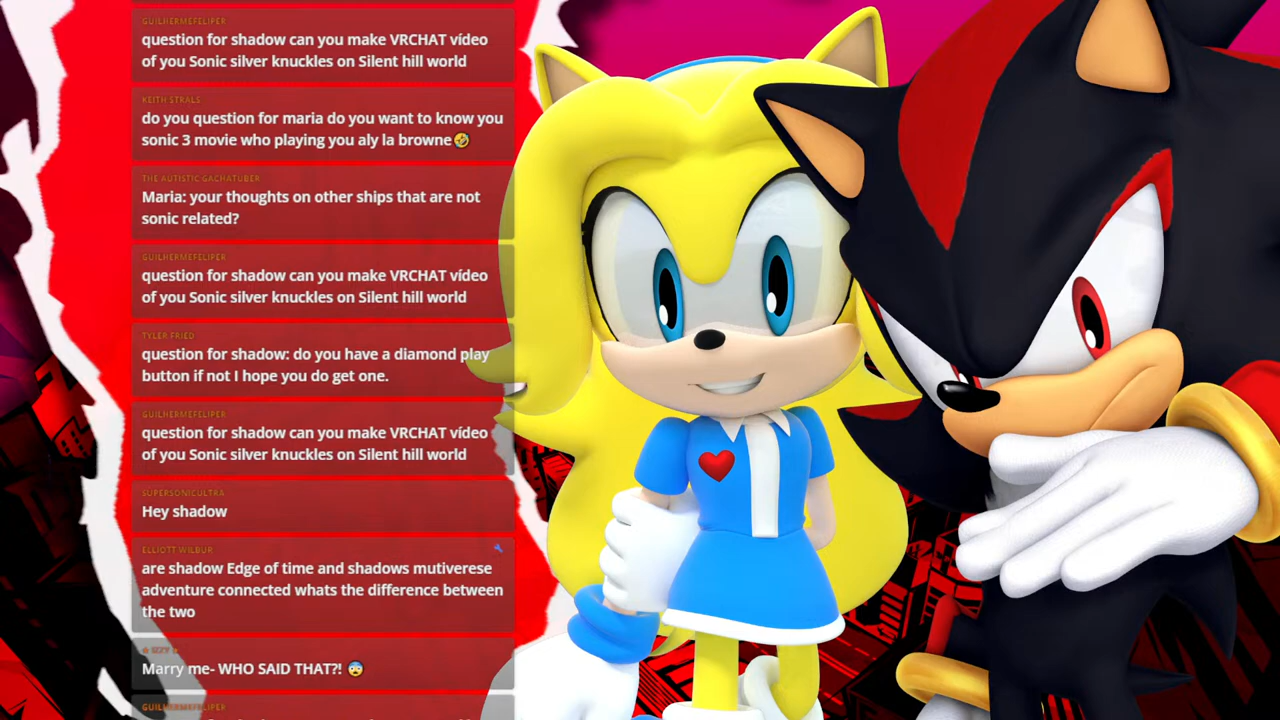 GUILHERMEFELIPER
question for shadow can you make VRCHAT vídeo
of you Sonic silver knuckles on Silent hill world
KEITH STRALS
do you question for maria do you want to know you
sonic 3 movie who playing you aly la browne🤣
THE AUTISTIC GACHATUBER
Maria: your thoughts on other ships that are not
sonic related?
GUILHERMEFELIPER
question for shadow can you make VRCHAT vídeo
of you Sonic silver knuckles on Silent hill world
TYLER FRIED
question for shadow: do you have a diamond play
button if not I hope you do get one.
GUILHERMEFELIPER
question for shadow can you make VRCHAT vídeo
of you Sonic silver knuckles on Silent hill world
SUPERSONICULTRA
Hey shadow
ELLIOTT WILBUR
are shadow Edge of time and shadows mutiverese
adventure connected whats the difference between
the two
Marry me- WHO SAID THAT?! 😨
GUILHERMEFELIPER